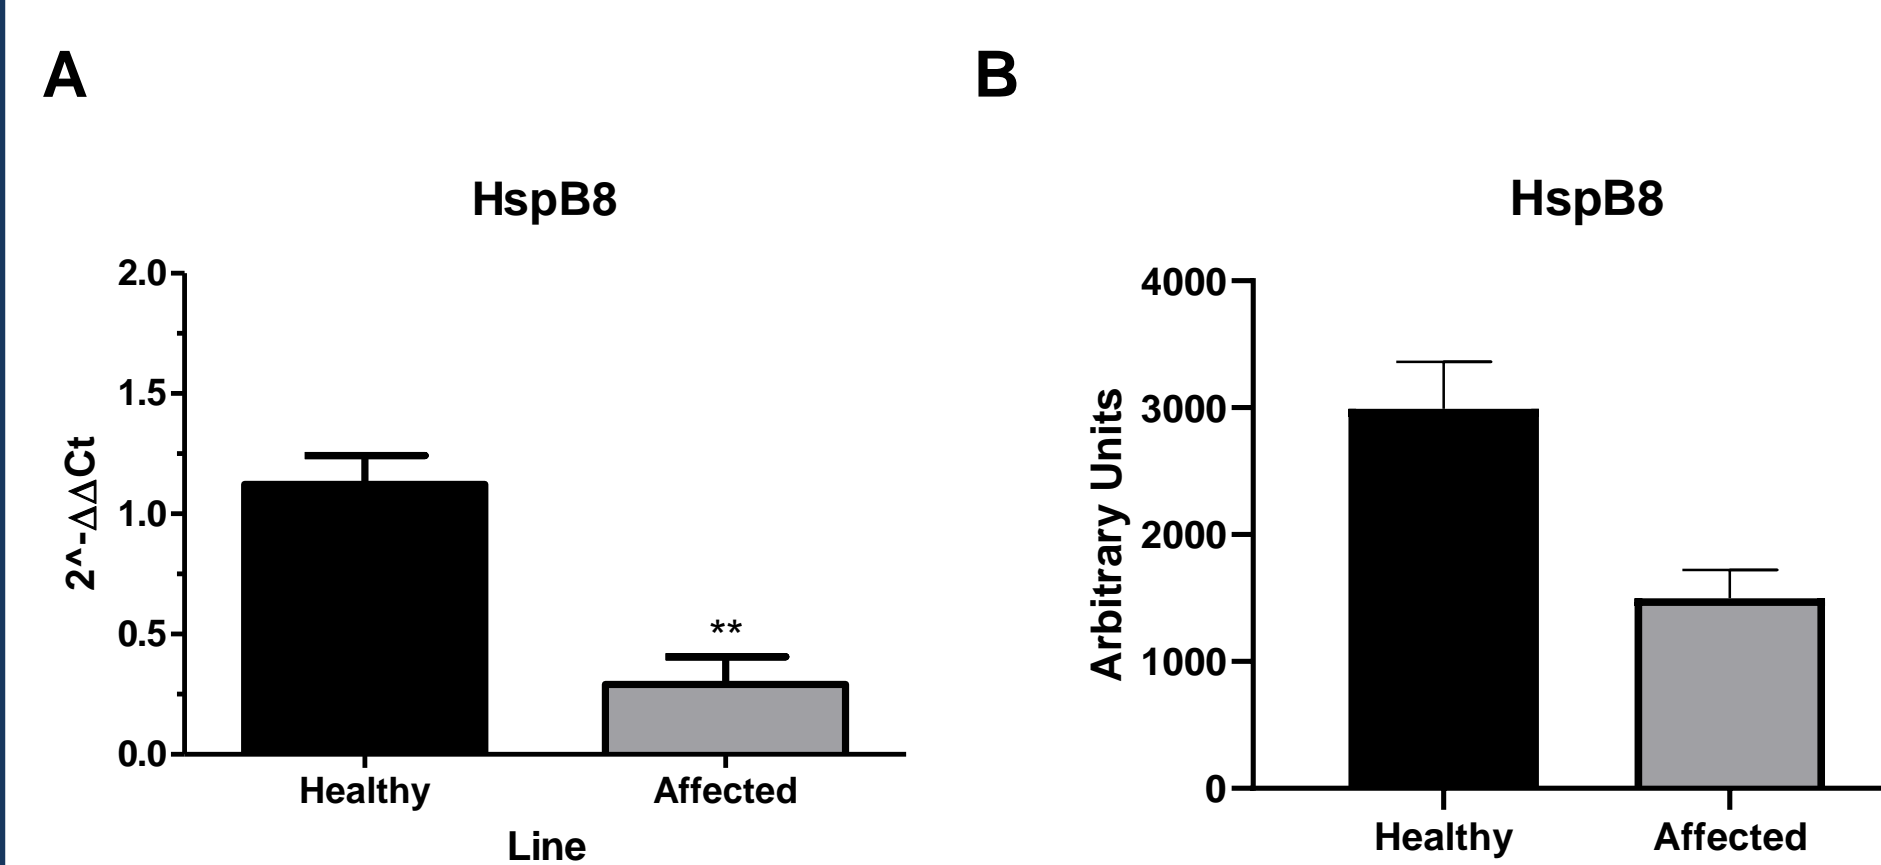 A
HspB8
2^-ΔΔCt
2.0
1.5
1.0
0.5
0.0
**
Healthy Affected
Line
B
HspB8
Arbitrary Units
4000
3000
2000
1000
0
Healthy Affected